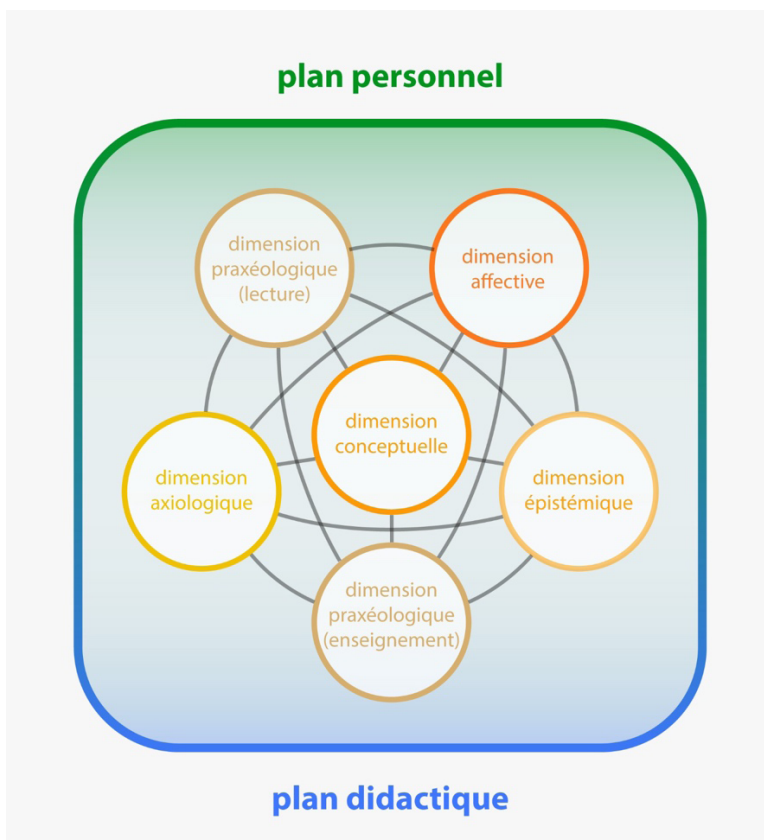 plan personnel
dimension
praxéologique
(lecture)
dimension
affective
dimension
conceptuelle
dimension
axiologique
dimension
épistémique
dimension
praxéologique
(enseignement)
plan didactique